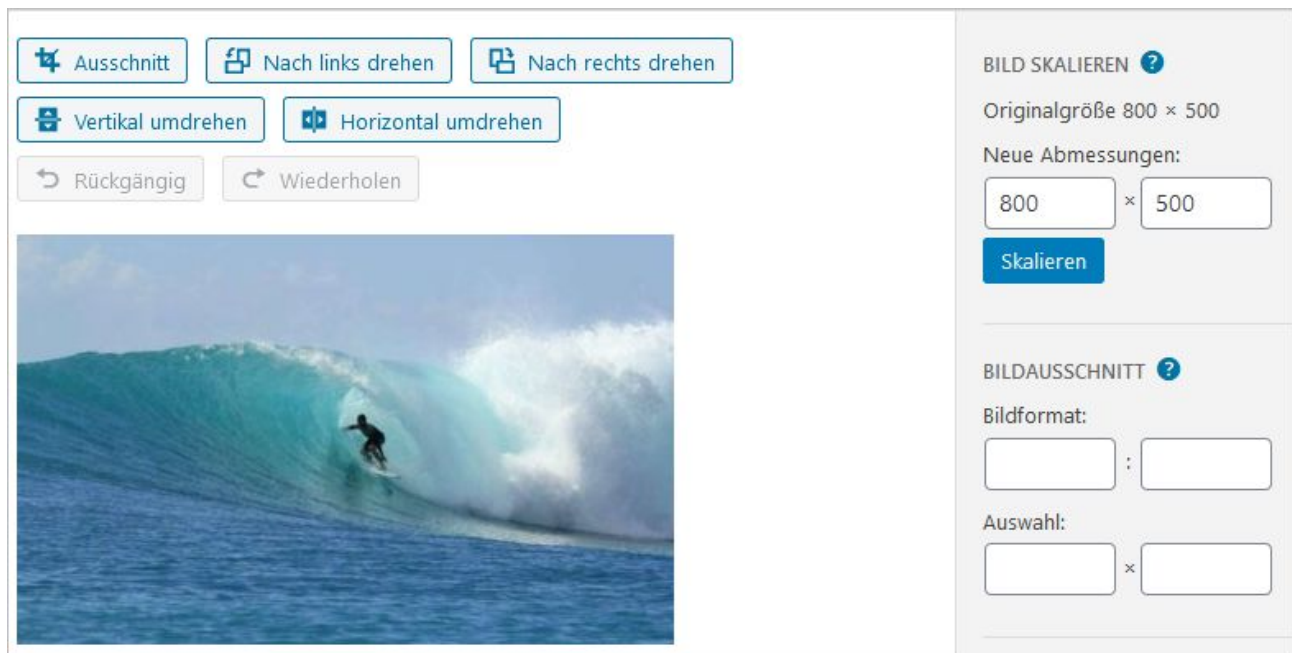 Ausschnitt
Nach links drehen
Nach rechts drehen
Vertikal umdrehen
Horizontal umdrehen
Rückgängig
Wiederholen
BILD SKALIEREN ?
Originalgröße 800 × 500
Neue Abmessungen:
800 × 500
Skalieren
BILDAUSSCHNITT ?
Bildformat:
:
Auswahl:
×